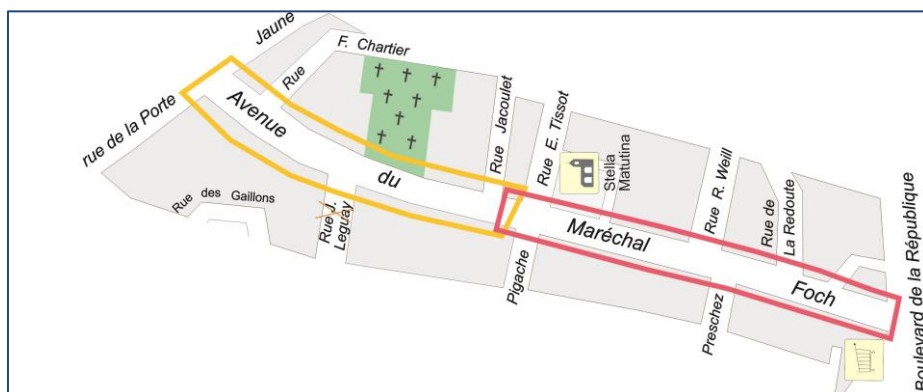 Jaune
F. Chartier
Rue
rue de la Porte
Avenue
Rue Jacoulet
Rue E. Tissot
Stella
Matutina
Rue
des Gaillons
du
Rue J.
Leguay
Rue R. Weill
Rue de
La Redoute
Maréchal
Pigache
Foch
Preschez
Boulevard de la République